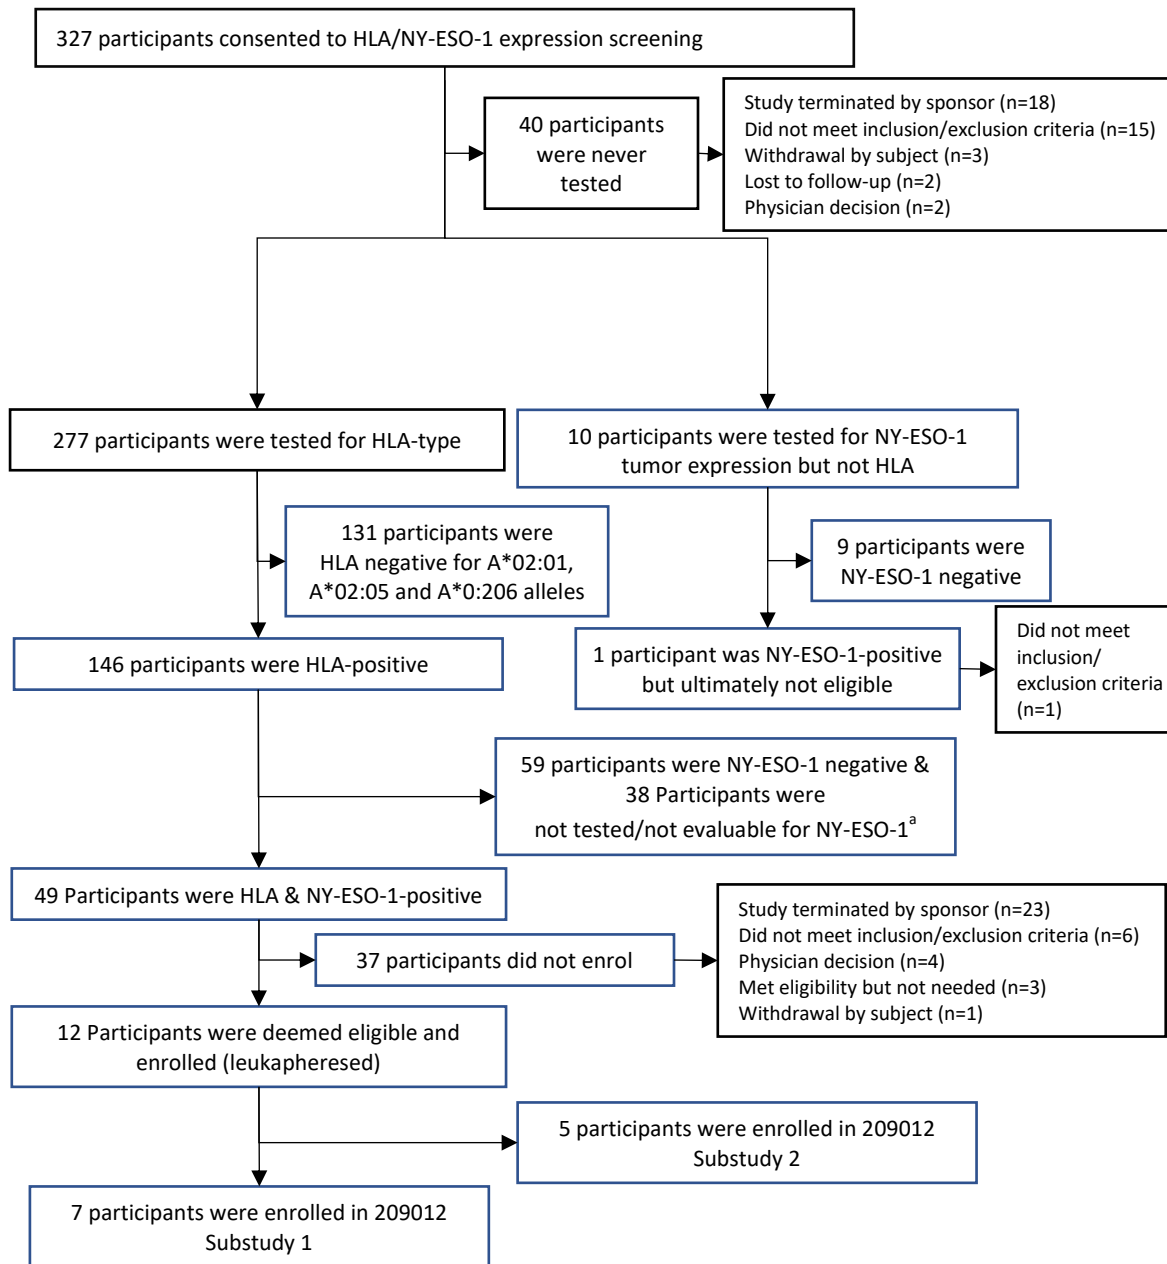 327 participants consented to HLA/NY-ESO-1 expression screening
40 participants
were never
tested
Study terminated by sponsor (n=18)
Did not meet inclusion/exclusion criteria (n=15)
Withdrawal by subject (n=3)
Lost to follow-up (n=2)
Physician decision (n=2)
277 participants were tested for HLA-type
10 participants were tested for NY-ESO-1
tumor expression but not HLA
131 participants were
HLA negative for A*02:01,
A*02:05 and A*0:206 alleles
9 participants were
NY-ESO-1 negative
146 participants were HLA-positive
1 participant was NY-ESO-1-positive
but ultimately not eligible
Did not meet
inclusion/
exclusion criteria
(n=1)
59 participants were NY-ESO-1 negative &
38 Participants were
not tested/not evaluable for NY-ESO-1ᵃ
49 Participants were HLA & NY-ESO-1-positive
37 participants did not enrol
Study terminated by sponsor (n=23)
Did not meet inclusion/exclusion criteria (n=6)
Physician decision (n=4)
Met eligibility but not needed (n=3)
Withdrawal by subject (n=1)
12 Participants were deemed eligible and
enrolled (leukapheresed)
5 participants were enrolled in 209012
Substudy 2
7 participants were enrolled in 209012
Substudy 1